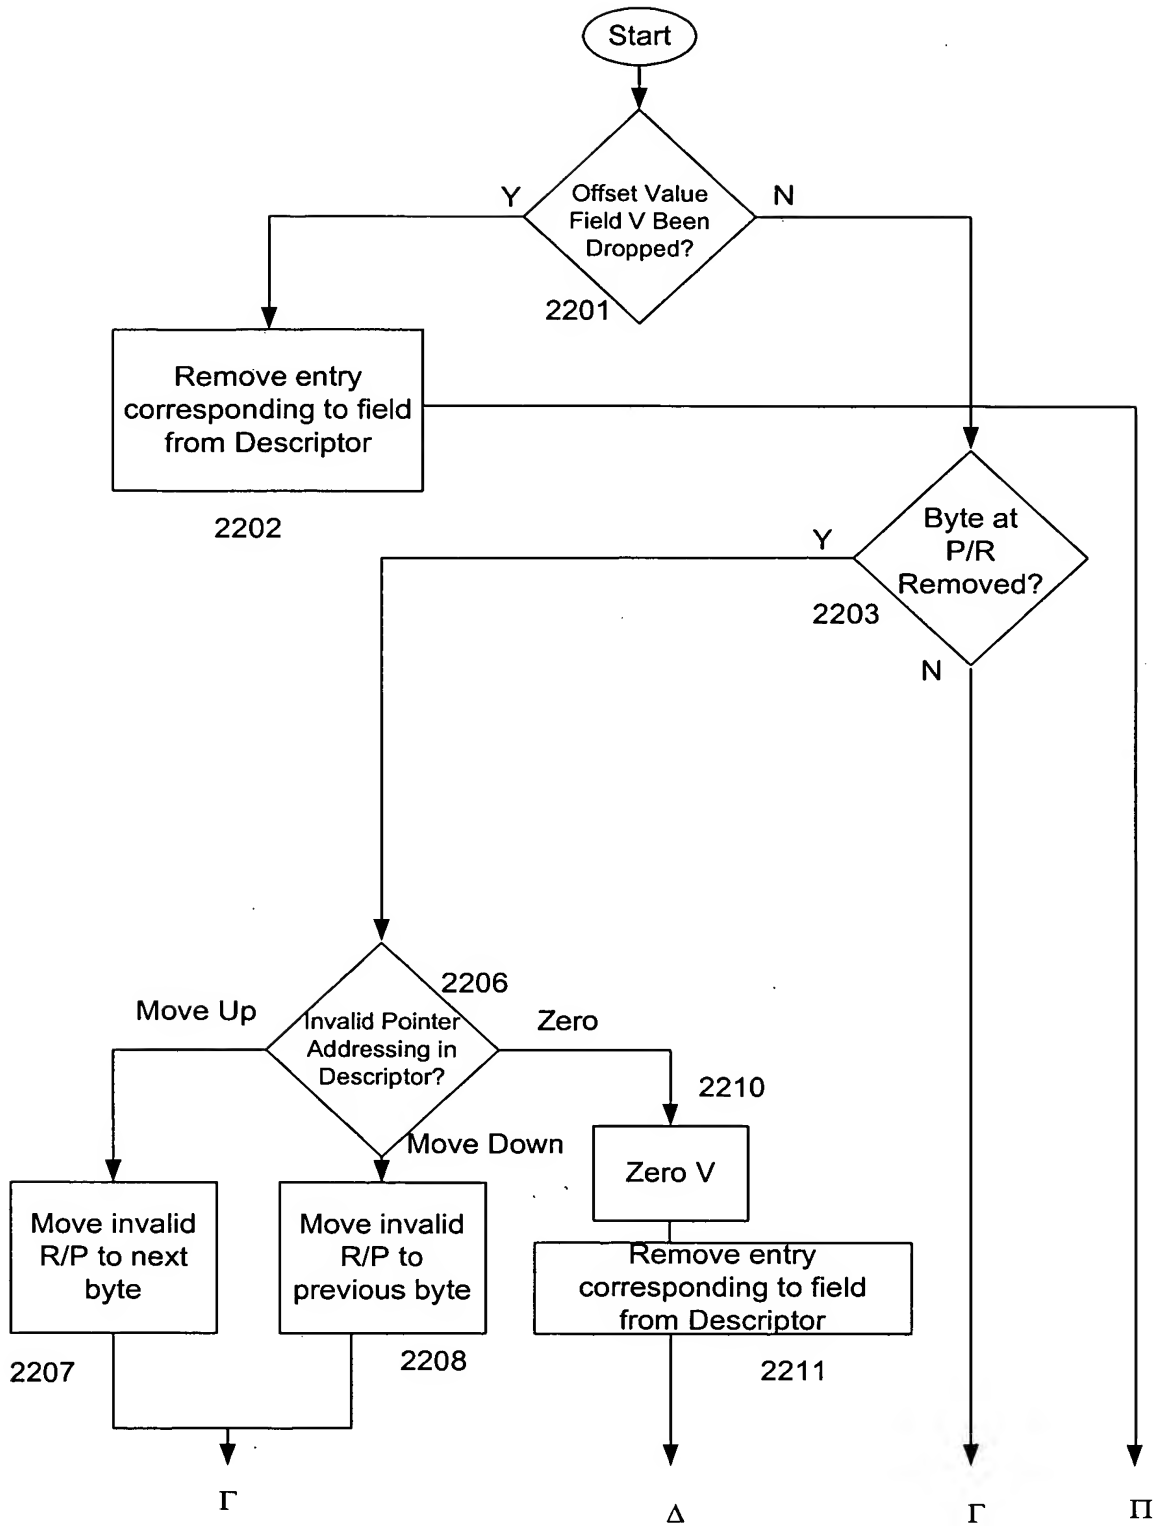 Start
Y
N
Offset Value
Field V Been
Dropped?
2201
Remove entry
corresponding to field
from Descriptor
2202
Byte at
P/R
Removed?
Y
2203
N
2206
Move Up
Zero
Invalid Pointer
Addressing in
Descriptor?
2210
Move Down
Zero V
Move invalid
R/P to next
byte
Move invalid
R/P to
previous byte
Remove entry
corresponding to field
from Descriptor
2207
2208
2211
Γ
Δ
Γ
Π